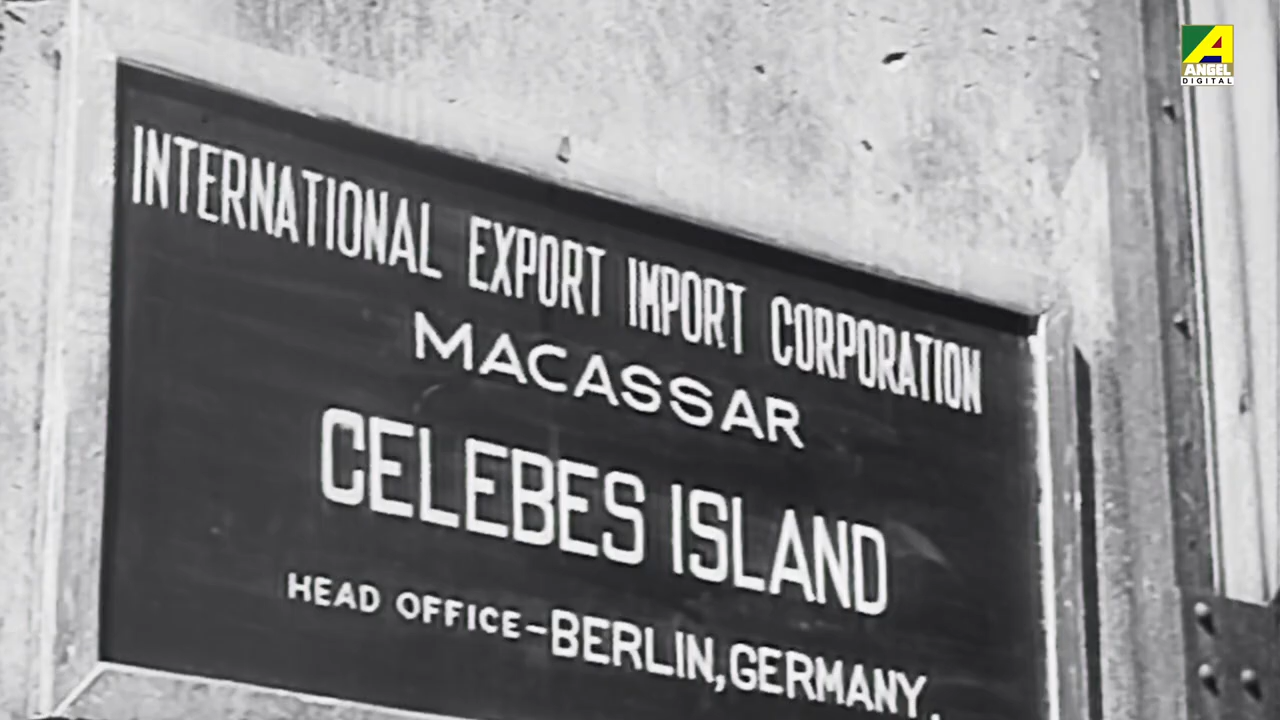 A
ANGEL
DIGITAL
INTERNATIONAL EXPORT IMPORT CORPORATION
MACASSAR
CELEBES ISLAND
HEAD OFFICE-BERLIN, GERMANY.